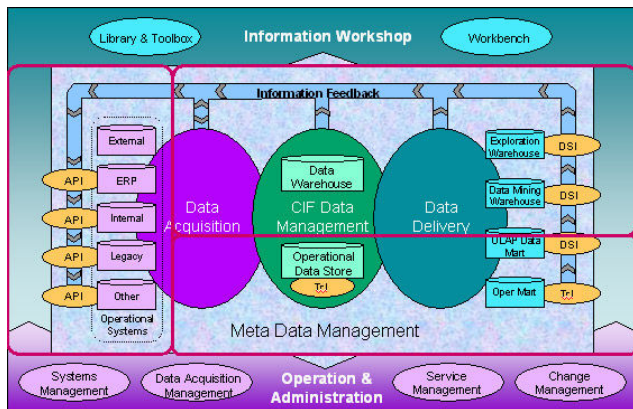 Library & Toolbox
Information Workshop
Workbench
Information Feedback
External
ERP
Internal
Legacy
Other
Operational
Systems
API
API
API
API
Data
Acquisition
Data
Warehouse
CIF Data
Management
Operational
Data Store
TrI
Data
Delivery
Exploration
Warehouse
DSI
Data Mining
Warehouse
DSI
OLAP Data
Mart
DSI
Oper Mart
TrI
Meta Data Management
Systems
Management
Data Acquisition
Management
Operation &
Administration
Service
Management
Change
Management